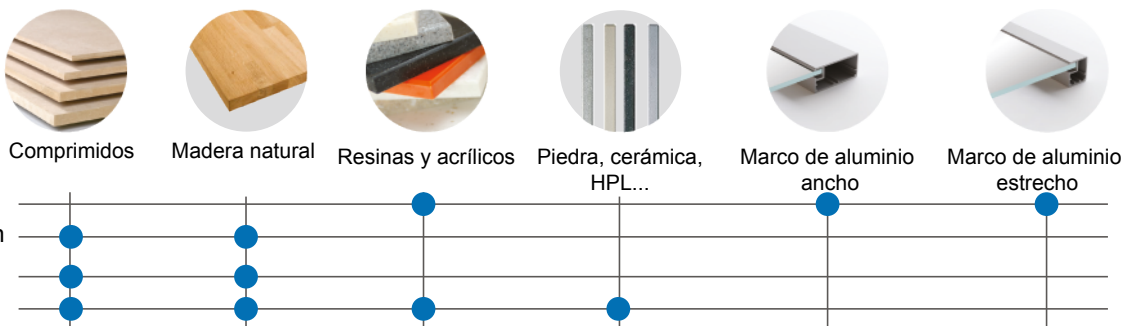 Comprimidos
Madera natural
Resinas y acrílicos
Piedra, cerámica,
HPL...
Marco de aluminio
ancho
Marco de aluminio
estrecho
n